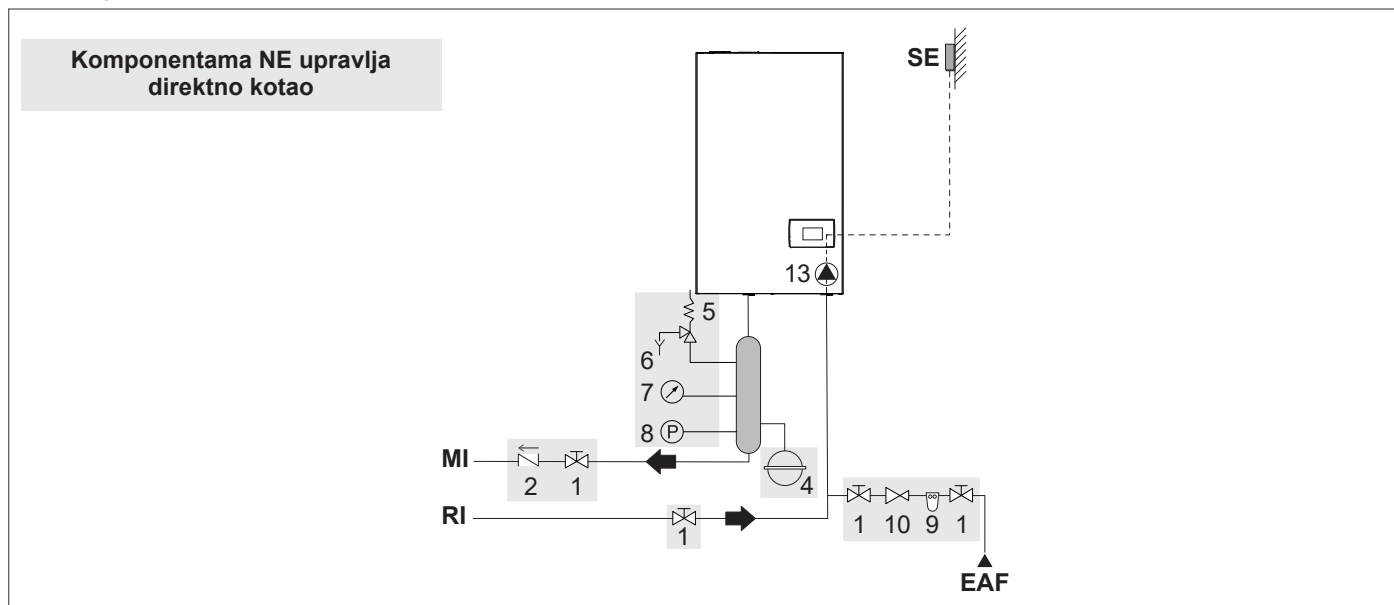 Komponentama NE upravlja
direktno kotao
SE
13
5
6
7
8 P
MI
2 1
4
RI
1
1 10 9 1
EAF